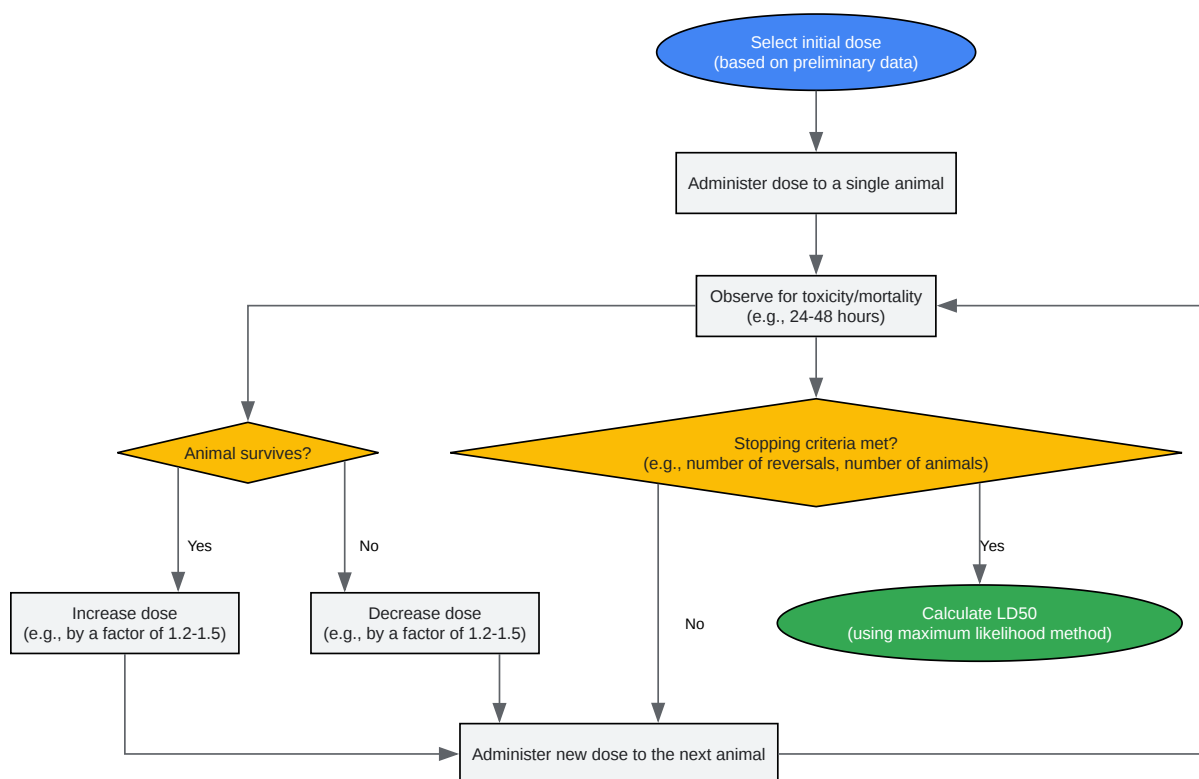 Select initial dose
(based on preliminary data)
Administer dose to a single animal
Observe for toxicity/mortality
(e.g., 24-48 hours)
Animal survives?
Stopping criteria met?
(e.g., number of reversals, number of animals)
Yes
No
Yes
Increase dose
(e.g., by a factor of 1.2-1.5)
Decrease dose
(e.g., by a factor of 1.2-1.5)
No
Calculate LD50
(using maximum likelihood method)
Administer new dose to the next animal